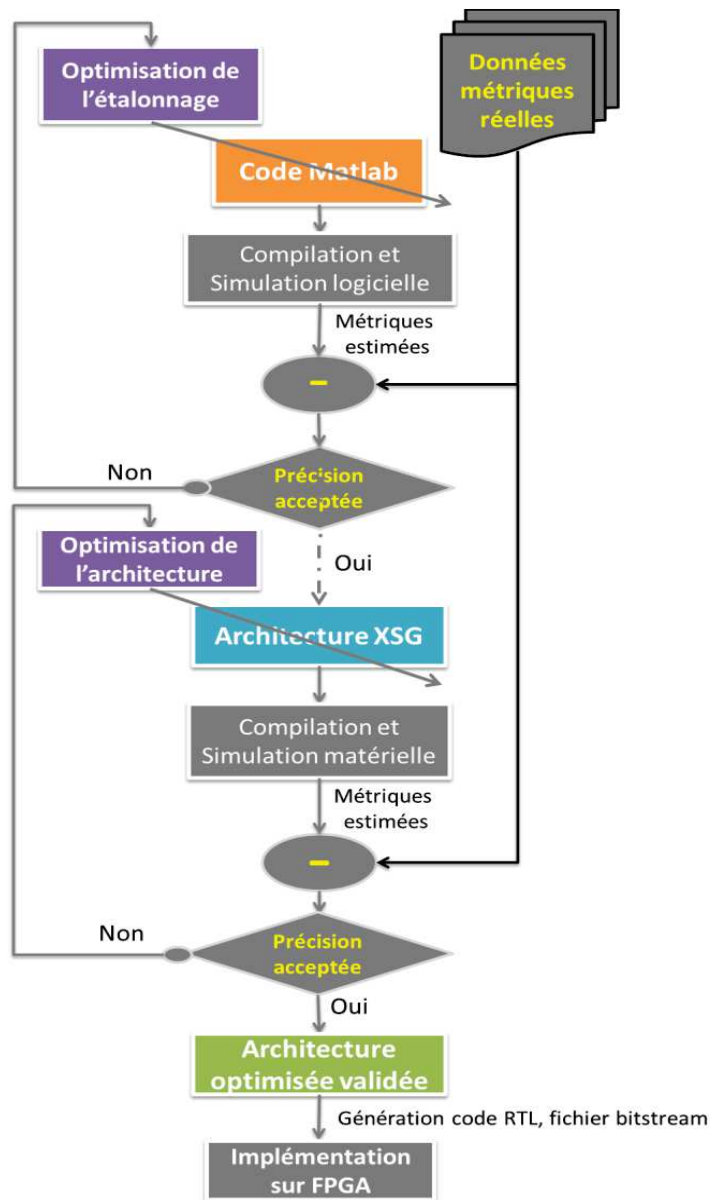 Optimisation de
l'étalonnage
Données
métriques
réelles
Code Matlab
Compilation et
Simulation logicielle
Métriques
estimées
–
Non
Précision
acceptée
Oui
Optimisation de
l'architecture
Architecture XSG
Compilation et
Simulation matérielle
Métriques
estimées
–
Non
Précision
acceptée
Oui
Architecture
optimisée validée
Génération code RTL, fichier bitstream
Implémentation
sur FPGA